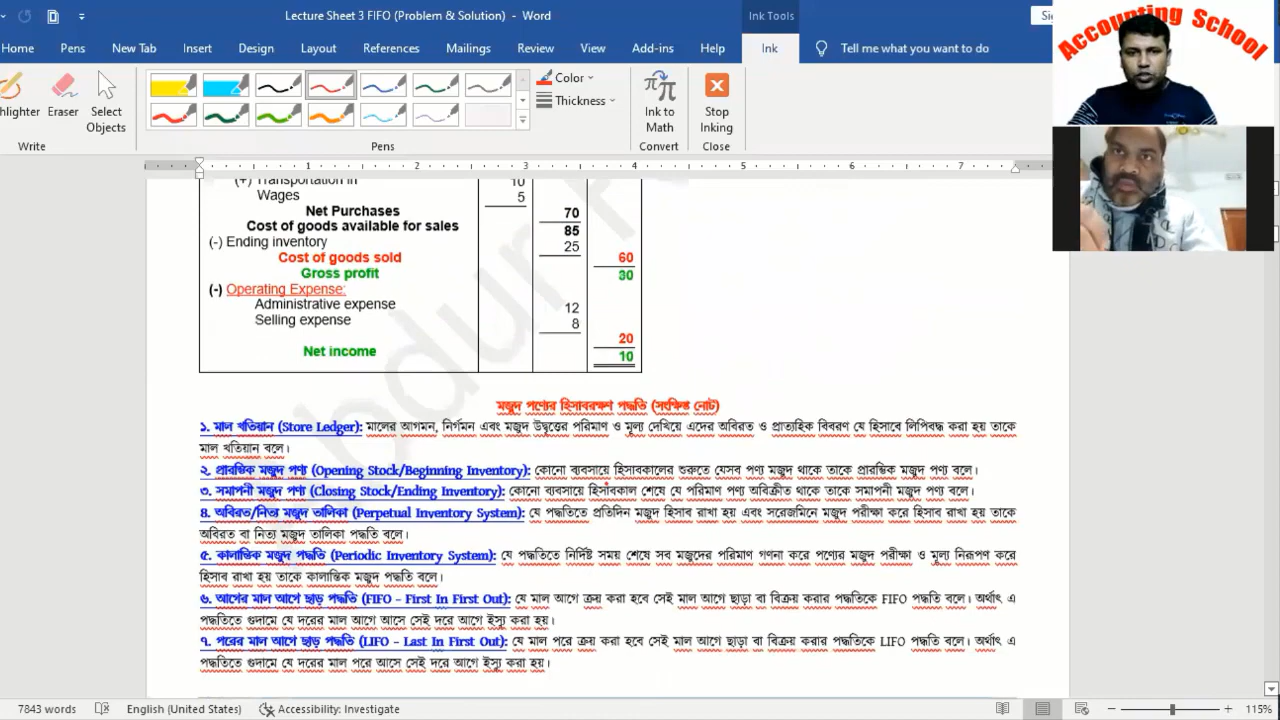 Lecture Sheet 3 FIFO (Problem & Solution) - Word
Ink Tools
Accounting School
Home Pens New Tab Insert Design Layout References Mailings Review View Add-ins Help Ink Tell me what you want to do
Eraser
Select Objects
Color
Thickness
Ink to Math
Stop Inking
Write
Pens
Convert
Close
1 2 3 4 5 6 7
(+) Transportation in 10
Wages 5
Net Purchases 70
Cost of goods available for sales 85
(-) Ending inventory 25
Cost of goods sold 60
Gross profit 30
(-) Operating Expense:
Administrative expense 12
Selling expense 8
20
Net income 10
মজুদ পণ্যের হিসাবরক্ষণ পদ্ধতি (সংক্ষিপ্ত নোট)
১. মাল খতিয়ান (Store Ledger): মালের আগমন, নির্গমন এবং মজুদ উদ্বৃত্তের পরিমাণ ও মূল্য দেখিয়ে এদের অবিরত ও প্রাত্যহিক বিবরণ যে হিসাবে লিপিবদ্ধ করা হয় তাকে
মাল খতিয়ান বলে।
২. প্রারম্ভিক মজুদ পণ্য (Opening Stock/Beginning Inventory): কোনো ব্যবসায়ে হিসাবকালের শুরুতে যেসব পণ্য মজুদ থাকে তাকে প্রারম্ভিক মজুদ পণ্য বলে।
৩. সমাপনী মজুদ পণ্য (Closing Stock/Ending Inventory): কোনো ব্যবসায়ে হিসাবকাল শেষে যে পরিমাণ পণ্য অবিক্রীত থাকে তাকে সমাপনী মজুদ পণ্য বলে।
৪. অবিরত/নিত্য মজুদ তালিকা (Perpetual Inventory System): যে পদ্ধতিতে প্রতিদিন মজুদ হিসাব রাখা হয় এবং সরেজমিনে মজুদ পরীক্ষা করে হিসাব রাখা হয় তাকে
অবিরত বা নিত্য মজুদ তালিকা পদ্ধতি বলে।
৫. কালান্তিক মজুদ পদ্ধতি (Periodic Inventory System): যে পদ্ধতিতে নির্দিষ্ট সময় শেষে সব মজুদের পরিমাণ গণনা করে পণ্যের মজুদ পরীক্ষা ও মূল্য নিরূপণ করে
হিসাব রাখা হয় তাকে কালান্তিক মজুদ পদ্ধতি বলে।
৬. আগের মাল আগে ছাড় পদ্ধতি (FIFO - First In First Out): যে মাল আগে ক্রয় করা হবে সেই মাল আগে ছাড়া বা বিক্রয় করার পদ্ধতিকে FIFO পদ্ধতি বলে। অর্থাৎ এ
পদ্ধতিতে গুদামে যে দরের মাল আগে আসে সেই দরে আগে ইস্যু করা হয়।
৭. পরের মাল আগে ছাড় পদ্ধতি (LIFO - Last In First Out): যে মাল পরে ক্রয় করা হবে সেই মাল আগে ছাড়া বা বিক্রয় করার পদ্ধতিকে LIFO পদ্ধতি বলে। অর্থাৎ এ
পদ্ধতিতে গুদামে যে দরের মাল পরে আসে সেই দরে আগে ইস্যু করা হয়।
7843 words English (United States) Accessibility: Investigate 115%